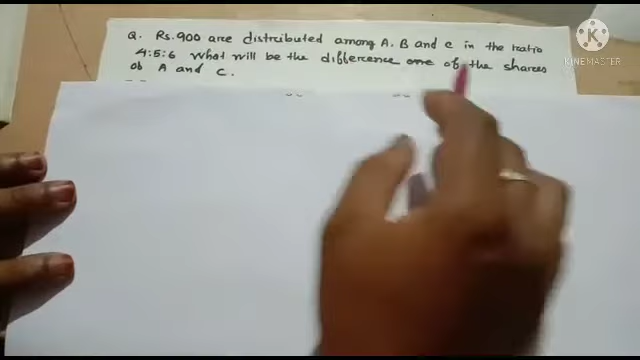 Q. Rs.900 are distributed among A, B and C in the ratio
4:5:6 What will be the difference one of the shares
of A and C.
K
KINEMASTER